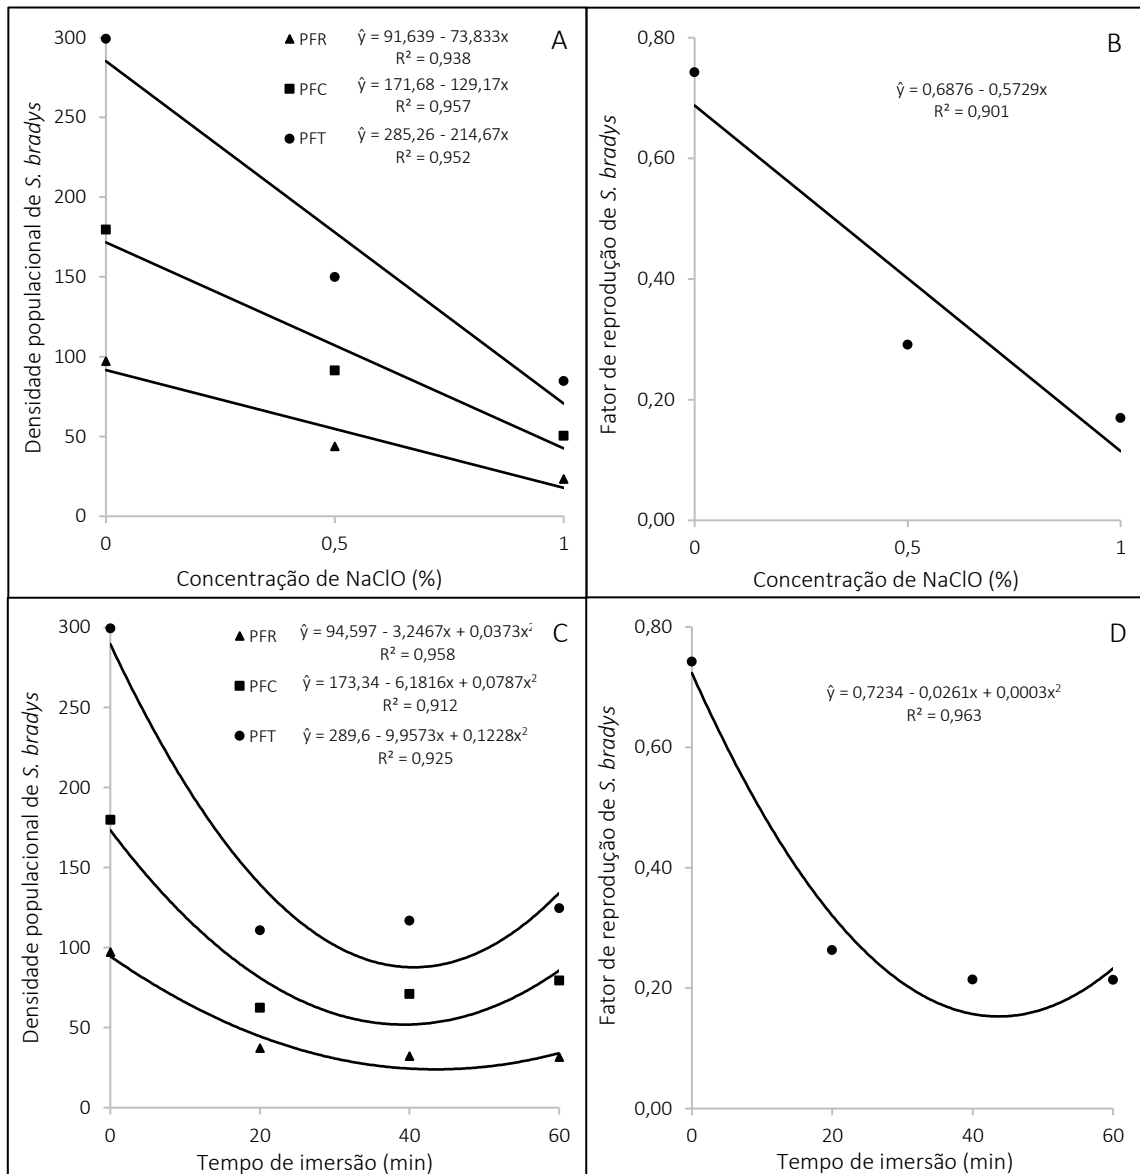 A
Densidade populacional de S. bradys
300
250
200
150
100
50
0
PFR ŷ = 91,639 - 73,833x
R² = 0,938
PFC ŷ = 171,68 - 129,17x
R² = 0,957
PFT ŷ = 285,26 - 214,67x
R² = 0,952
0 0,5 1
Concentração de NaClO (%)
B
Fator de reprodução de S. bradys
0,80
0,60
0,40
0,20
0,00
ŷ = 0,6876 - 0,5729x
R² = 0,901
0 0,5 1
Concentração de NaClO (%)
C
Densidade populacional de S. bradys
300
250
200
150
100
50
0
PFR ŷ = 94,597 - 3,2467x + 0,0373x²
R² = 0,958
PFC ŷ = 173,34 - 6,1816x + 0,0787x²
R² = 0,912
PFT ŷ = 289,6 - 9,9573x + 0,1228x²
R² = 0,925
0 20 40 60
Tempo de imersão (min)
D
Fator de reprodução de S. bradys
0,80
0,60
0,40
0,20
0,00
ŷ = 0,7234 - 0,0261x + 0,0003x²
R² = 0,963
0 20 40 60
Tempo de imersão (min)